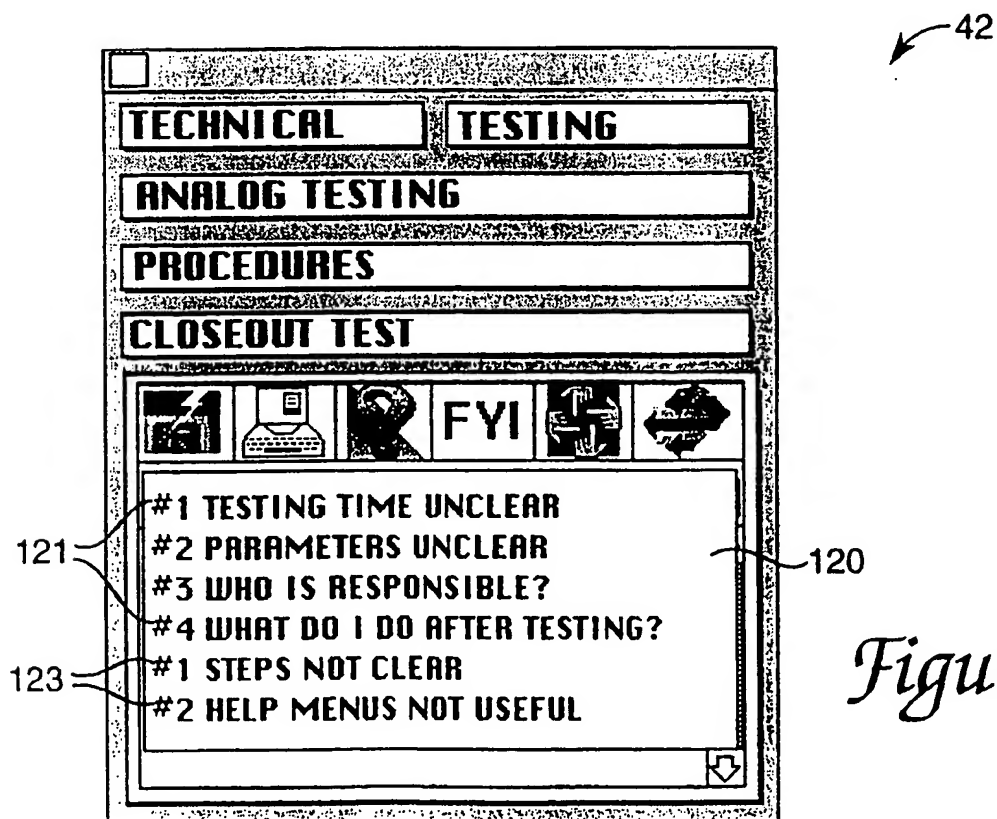 42
TECHNICAL TESTING
ANALOG TESTING
PROCEDURES
CLOSEOUT TEST
FYI
#1 TESTING TIME UNCLEAR
#2 PARAMETERS UNCLEAR
#3 WHO IS RESPONSIBLE?
#4 WHAT DO I DO AFTER TESTING?
#1 STEPS NOT CLEAR
#2 HELP MENUS NOT USEFUL
121
120
123
Figu